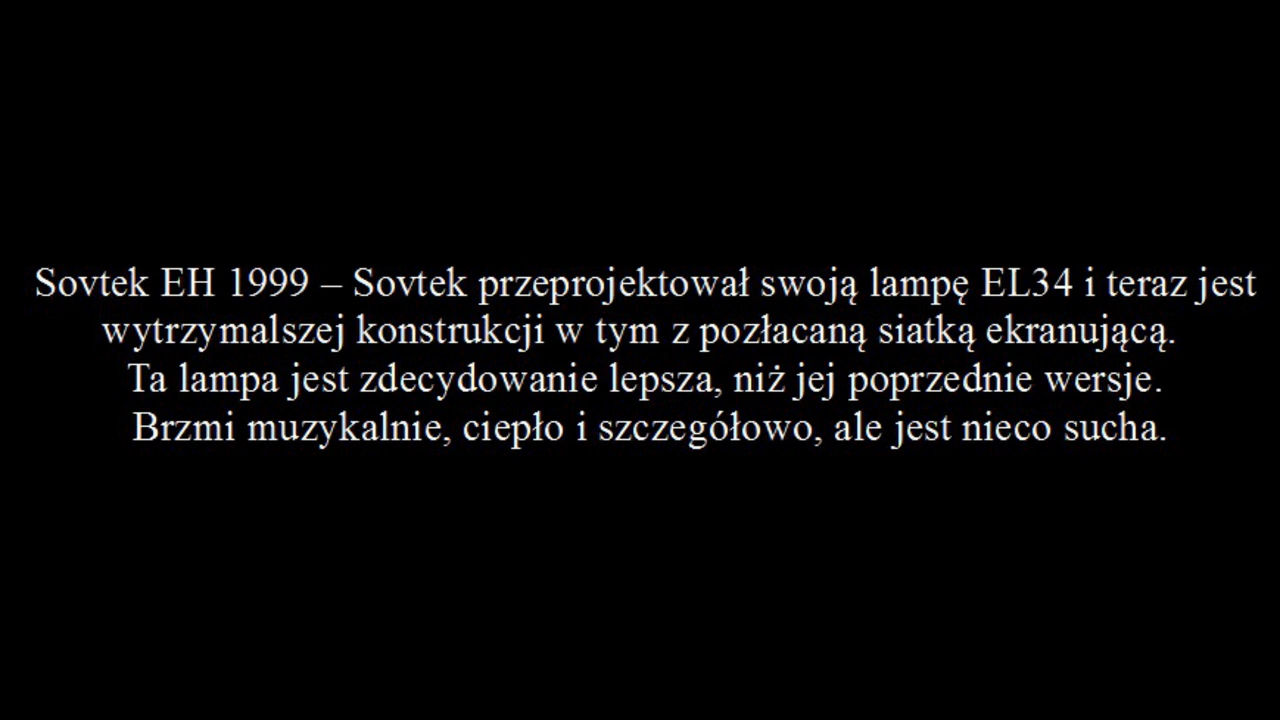 Sovtek EH 1999 – Sovtek przeprojektował swoją lampę EL34 i teraz jest
wytrzymalszej konstrukcji w tym z pozłacaną siatką ekranującą.
Ta lampa jest zdecydowanie lepsza, niż jej poprzednie wersje.
Brzmi muzykalnie, ciepło i szczegółowo, ale jest nieco sucha.